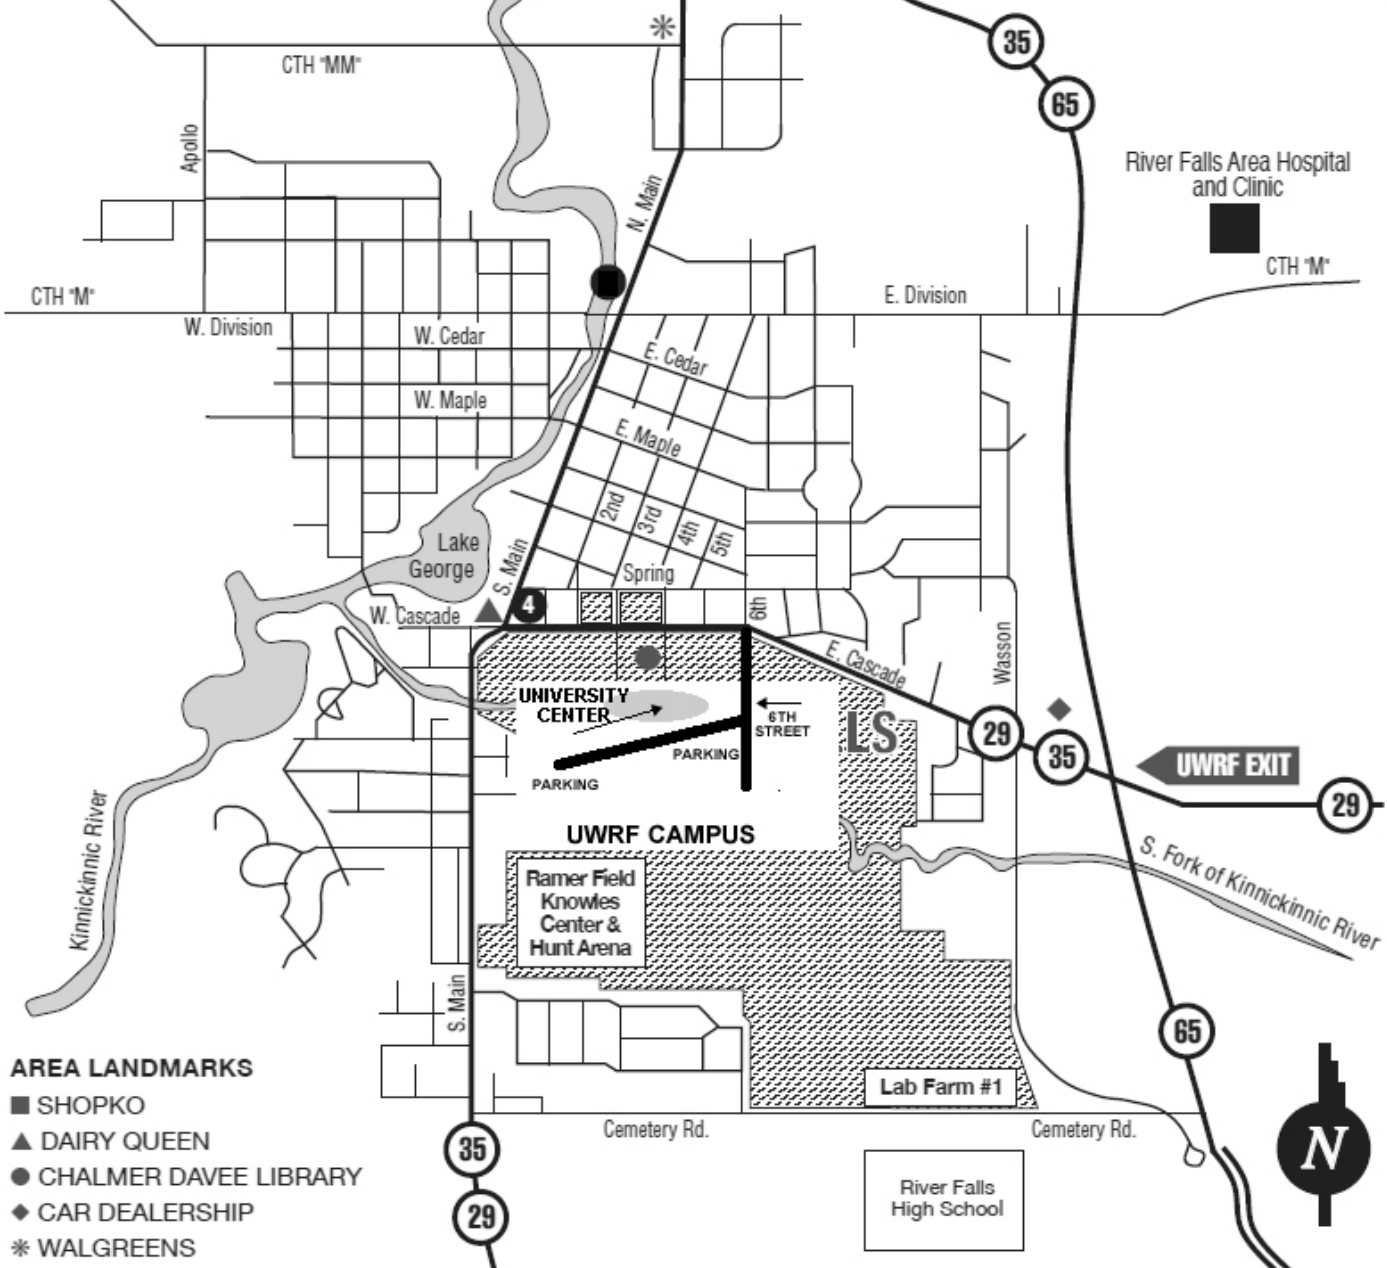 35
65
CTH "MM"
Apollo
N. Main
River Falls Area Hospital
and Clinic
CTH "M"
CTH "M"
E. Division
W. Division
W. Cedar
E. Cedar
W. Maple
E. Maple
2nd
3rd
4th
5th
Lake
George
S. Main
Spring
4
6th
W. Cascade
E. Cascade
Wasson
UNIVERSITY
CENTER
6TH
STREET
LS
PARKING
PARKING
29
35
UWRF EXIT
29
UWRF CAMPUS
Kinnickinnic River
S. Fork of Kinnickinnic River
Ramer Field
Knowles
Center &
Hunt Arena
S. Main
65
AREA LANDMARKS
SHOPKO
DAIRY QUEEN
CHALMER DAVEE LIBRARY
CAR DEALERSHIP
WALGREENS
Lab Farm #1
Cemetery Rd.
Cemetery Rd.
35
29
River Falls
High School
N